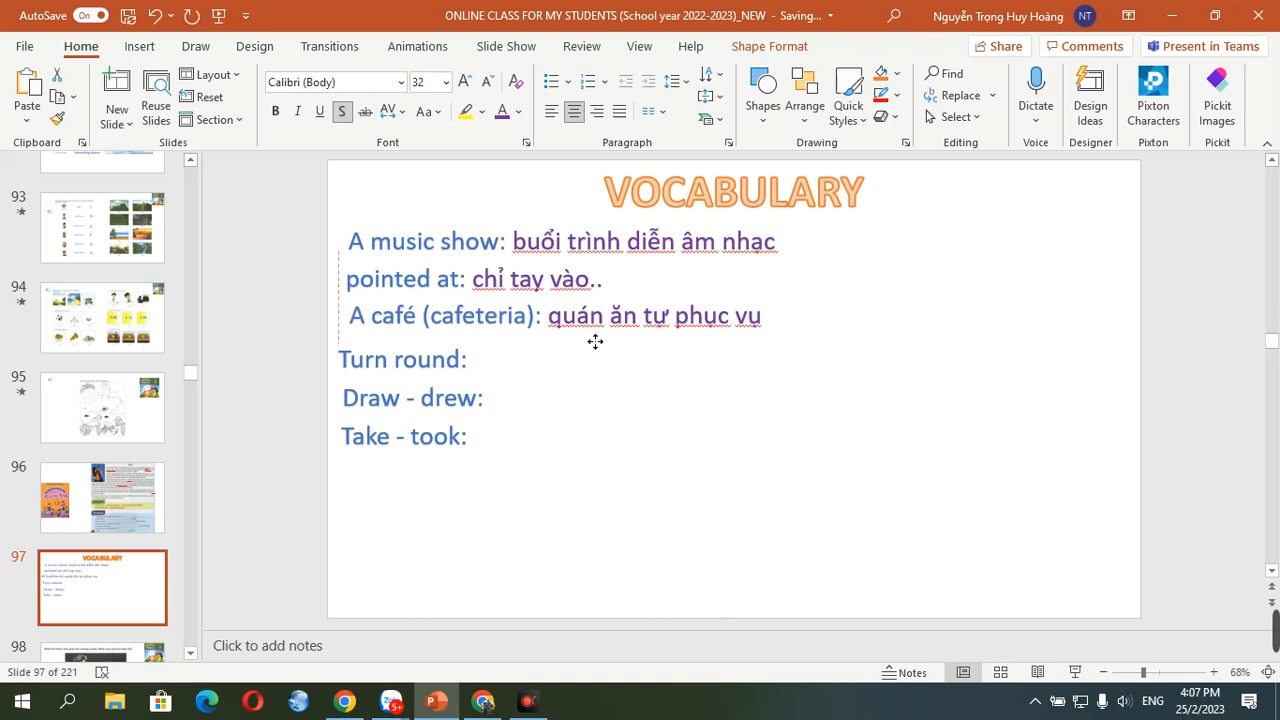 AutoSave On ONLINE CLASS FOR MY STUDENTS (School year 2022-2023)_NEW - Saving... Nguyễn Trọng Huy Hoàng NT
File Home Insert Draw Design Transitions Animations Slide Show Review View Help Shape Format Share Comments Present in Teams
Paste New Slide Reuse Slides Layout Reset Section Calibri (Body) 32 Shapes Arrange Quick Styles Find Replace Select Dictate Design Ideas Pixton Characters Pickit Images
Clipboard Slides Font Paragraph Drawing Editing Voice Designer Pixton Pickit
93
94
95
96
97
98
VOCABULARY
A music show: buổi trình diễn âm nhạc
pointed at: chỉ tay vào..
A café (cafeteria): quán ăn tự phục vụ
Turn round:
Draw - drew:
Take - took:
Click to add notes
Slide 97 of 221 Notes 68%
ENG 4:07 PM
25/2/2023